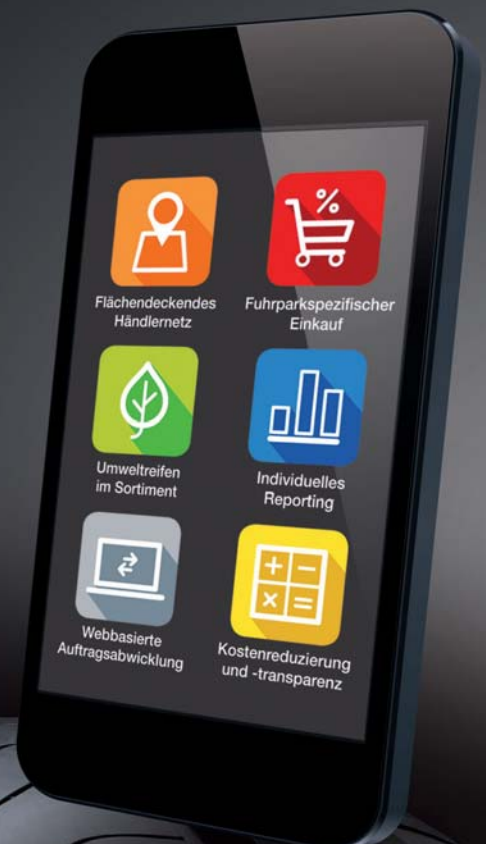 Flächendeckendes
Händlernetz
%
Fuhrparkspezifischer
Einkauf
Umweltreifen
im Sortiment
Individuelles
Reporting
Webbasierte
Auftragsabwicklung
+ −
× =
Kostenreduzierung
und -transparenz